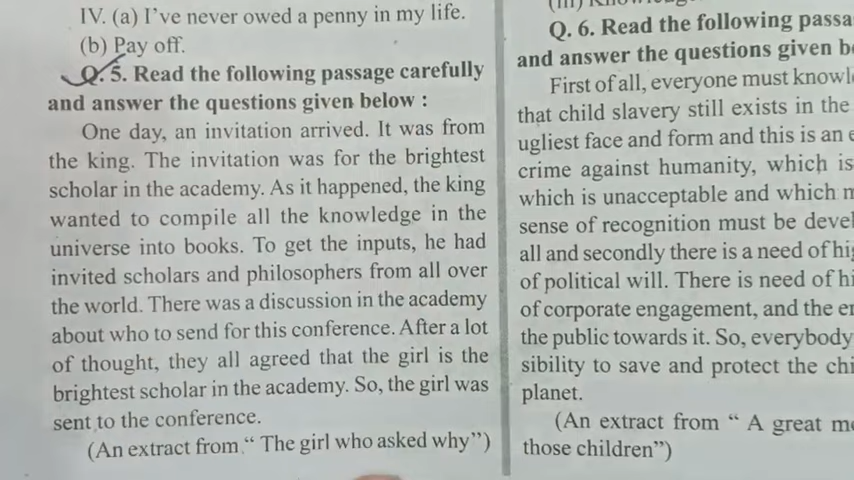 IV. (a) I've never owed a penny in my life.
(b) Pay off.
Q. 5. Read the following passage carefully
and answer the questions given below :
One day, an invitation arrived. It was from
the king. The invitation was for the brightest
scholar in the academy. As it happened, the king
wanted to compile all the knowledge in the
universe into books. To get the inputs, he had
invited scholars and philosophers from all over
the world. There was a discussion in the academy
about who to send for this conference. After a lot
of thought, they all agreed that the girl is the
brightest scholar in the academy. So, the girl was
sent to the conference.
(An extract from “ The girl who asked why”)
Q. 6. Read the following passa
and answer the questions given b
First of all, everyone must knowl
that child slavery still exists in the
ugliest face and form and this is an
crime against humanity, which is
which is unacceptable and which
sense of recognition must be devel
all and secondly there is a need of
of political will. There is need of
of corporate engagement, and the
the public towards it. So, everybody
sibility to save and protect the chi
planet.
(An extract from “ A great
those children”)